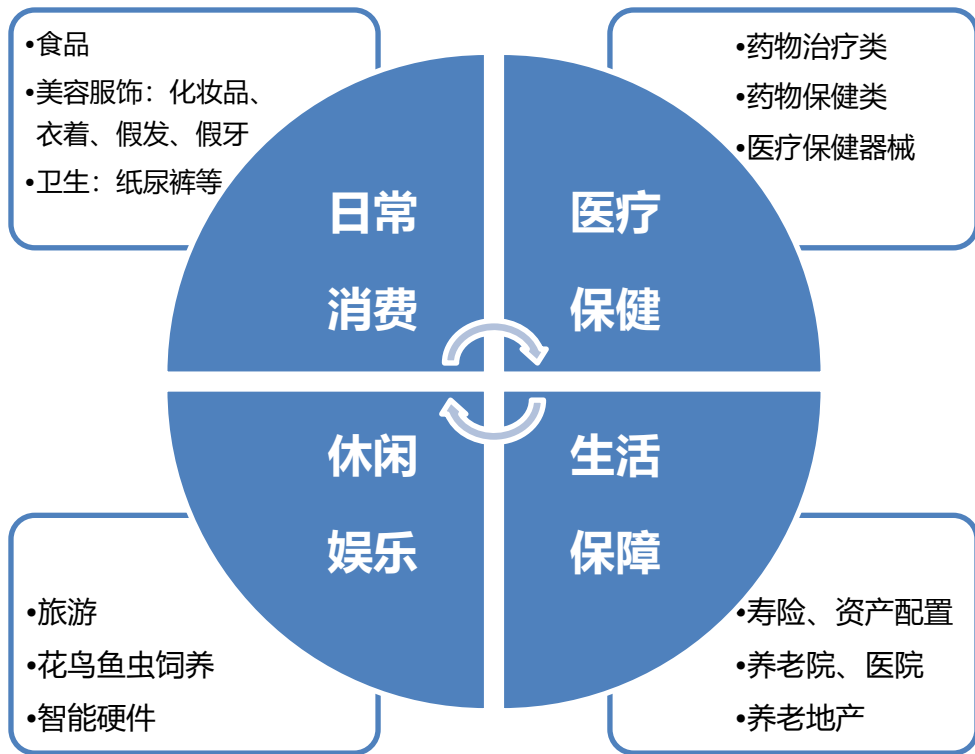 •食品
•美容服饰：化妆品、
衣着、假发、假牙
•卫生：纸尿裤等
日常
消费
•药物治疗类
•药物保健类
•医疗保健器械
医疗
保健
休闲
娱乐
•旅游
•花鸟鱼虫饲养
•智能硬件
生活
保障
•寿险、资产配置
•养老院、医院
•养老地产